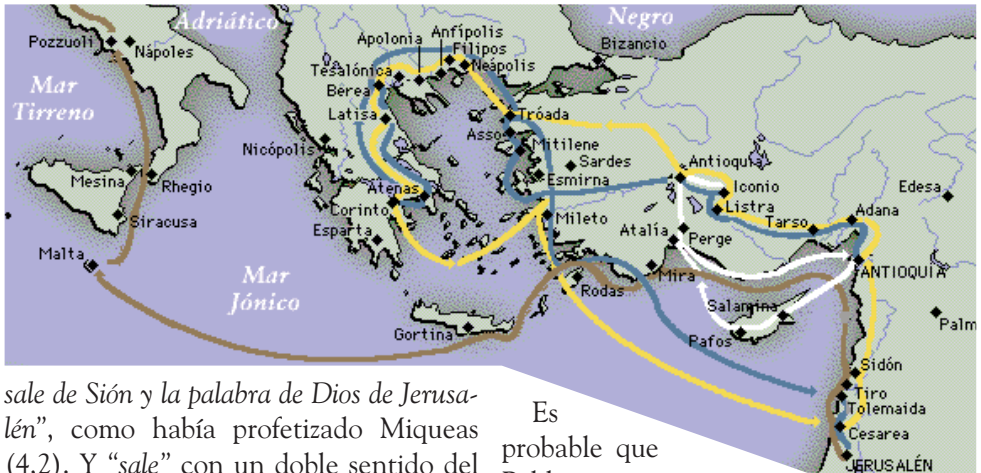 Adriático
Negro
Pozzuoli
Nápoles
Mar
Tirreno
Apolonia
Anfípolis
Filipos
Neápolis
Bizancio
Tesalónica
Berea
Latisa
Tróada
Asso
Mitilene
Nicópolis
Sardes
Esmirna
Antioquía
Iconio
Listra
Edesa
Mesina
Rhegio
Atenas
Corinto
Tarso
Adana
Siracusa
Esparta
Mileto
Atalía
Perge
Malta
Mar
Jónico
Mira
ANTIOQUÍA
Rodas
Salamina
Gortina
Pafos
Palm
Sidón
Tiro
Tolemaida
Cesarea
JERUSALÉN
sale de Sión y la palabra de Dios de Jerusa-
lén”, como había profetizado Miqueas
(4,2). Y “sale” con un doble sentido del
Es
probable que